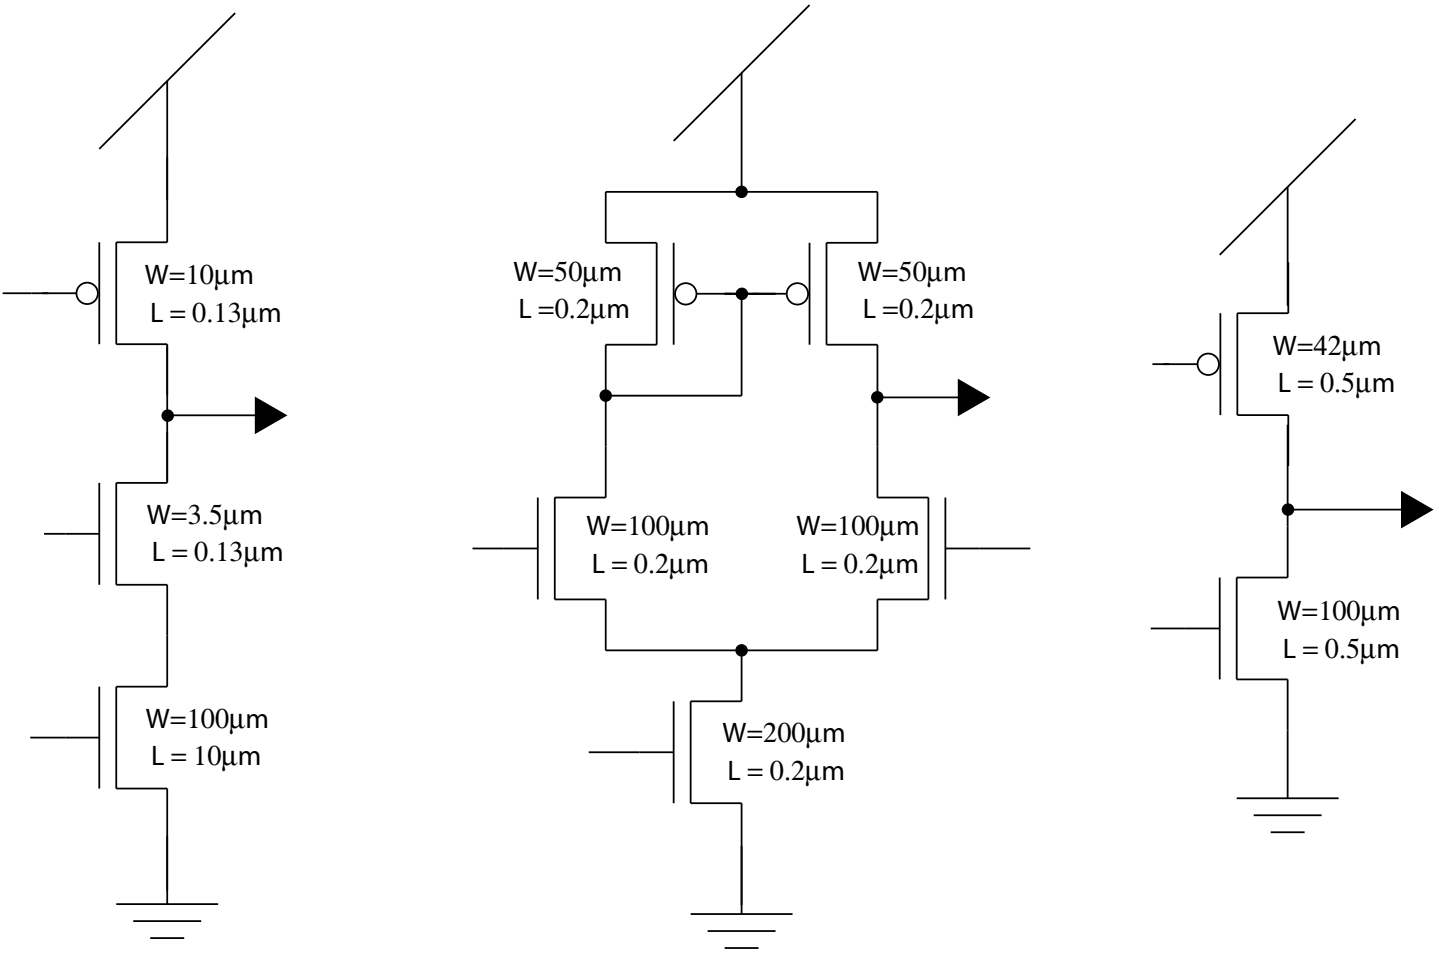 W=10μm
L = 0.13μm
W=3.5μm
L = 0.13μm
W=100μm
L = 10μm
W=50μm
L =0.2μm
W=50μm
L =0.2μm
W=100μm
L = 0.2μm
W=100μm
L = 0.2μm
W=200μm
L = 0.2μm
W=42μm
L = 0.5μm
W=100μm
L = 0.5μm